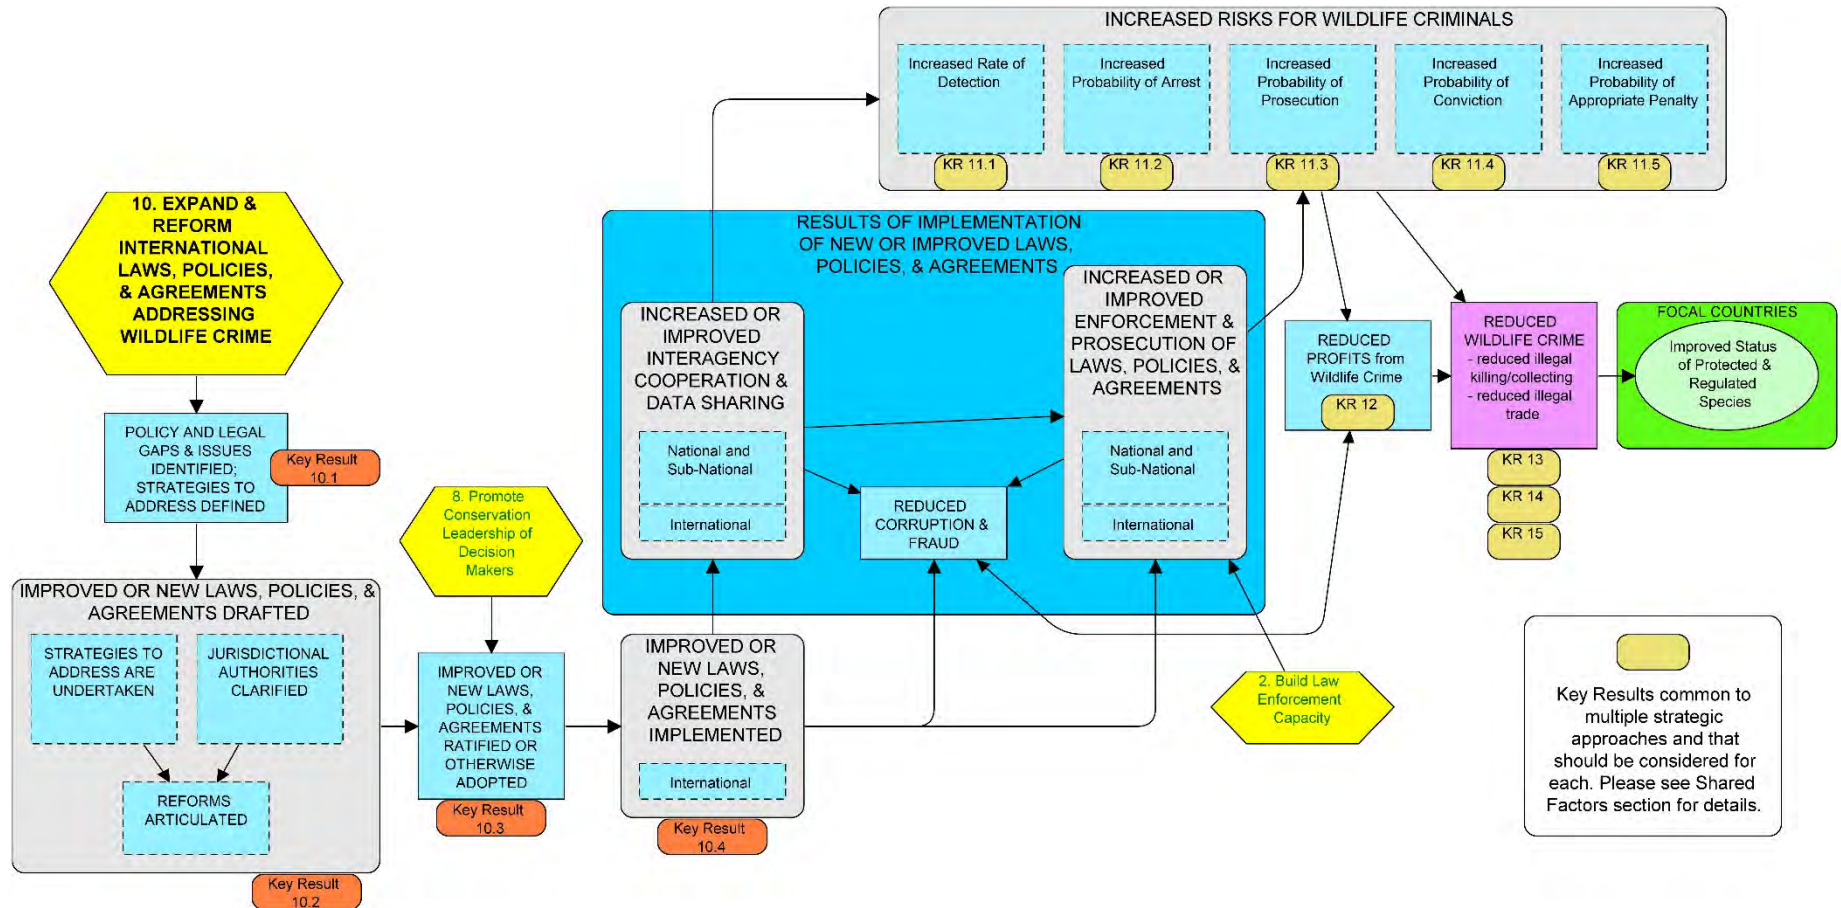 INCREASED RISKS FOR WILDLIFE CRIMINALS
Increased Rate of
Detection
KR 11.1
Increased
Probability of Arrest
KR 11.2
Increased
Probability of
Prosecution
KR 11.3
Increased
Probability of
Conviction
KR 11.4
Increased
Probability of
Appropriate Penalty
KR 11.5
10. EXPAND &
REFORM
INTERNATIONAL
LAWS, POLICIES,
& AGREEMENTS
ADDRESSING
WILDLIFE CRIME
POLICY AND LEGAL
GAPS & ISSUES
IDENTIFIED;
STRATEGIES TO
ADDRESS DEFINED
Key Result
10.1
IMPROVED OR NEW LAWS, POLICIES, &
AGREEMENTS DRAFTED
STRATEGIES TO
ADDRESS ARE
UNDERTAKEN
JURISDICTIONAL
AUTHORITIES
CLARIFIED
REFORMS
ARTICULATED
Key Result
10.2
8. Promote
Conservation
Leadership of
Decision
Makers
IMPROVED OR
NEW LAWS,
POLICIES, &
AGREEMENTS
RATIFIED OR
OTHERWISE
ADOPTED
Key Result
10.3
RESULTS OF IMPLEMENTATION
OF NEW OR IMPROVED LAWS,
POLICIES, & AGREEMENTS
INCREASED OR
IMPROVED
INTERAGENCY
COOPERATION &
DATA SHARING
National and
Sub-National
International
REDUCED
CORRUPTION &
FRAUD
INCREASED OR
IMPROVED
ENFORCEMENT &
PROSECUTION OF
LAWS, POLICIES, &
AGREEMENTS
National and
Sub-National
International
IMPROVED OR
NEW LAWS,
POLICIES, &
AGREEMENTS
IMPLEMENTED
International
Key Result
10.4
2. Build Law
Enforcement
Capacity
REDUCED
PROFITS from
Wildlife Crime
KR 12
REDUCED
WILDLIFE CRIME
- reduced illegal
killing/collecting
- reduced illegal
trade
KR 13
KR 14
KR 15
FOCAL COUNTRIES
Improved Status
of Protected &
Regulated
Species
Key Results common to
multiple strategic
approaches and that
should be considered for
each. Please see Shared
Factors section for details.